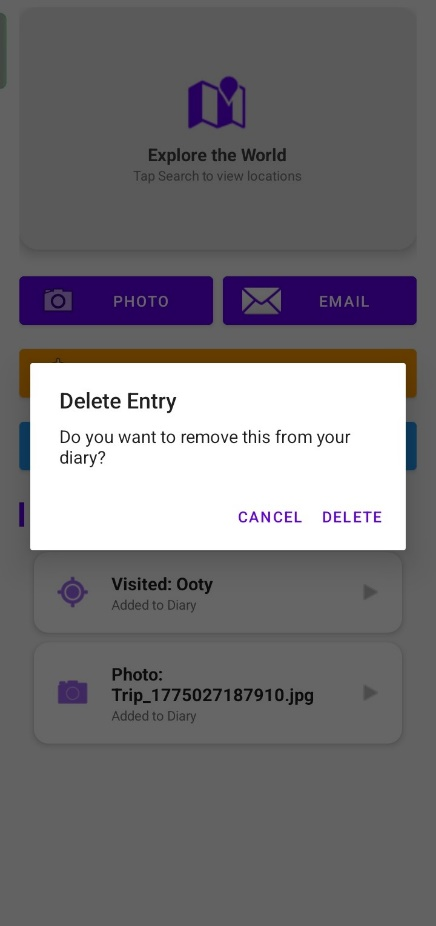 Explore the World
Tap Search to view locations
PHOTO
EMAIL
Delete Entry
Do you want to remove this from your
diary?
CANCEL
DELETE
Visited: Ooty
Added to Diary
Photo:
Trip_1775027187910.jpg
Added to Diary